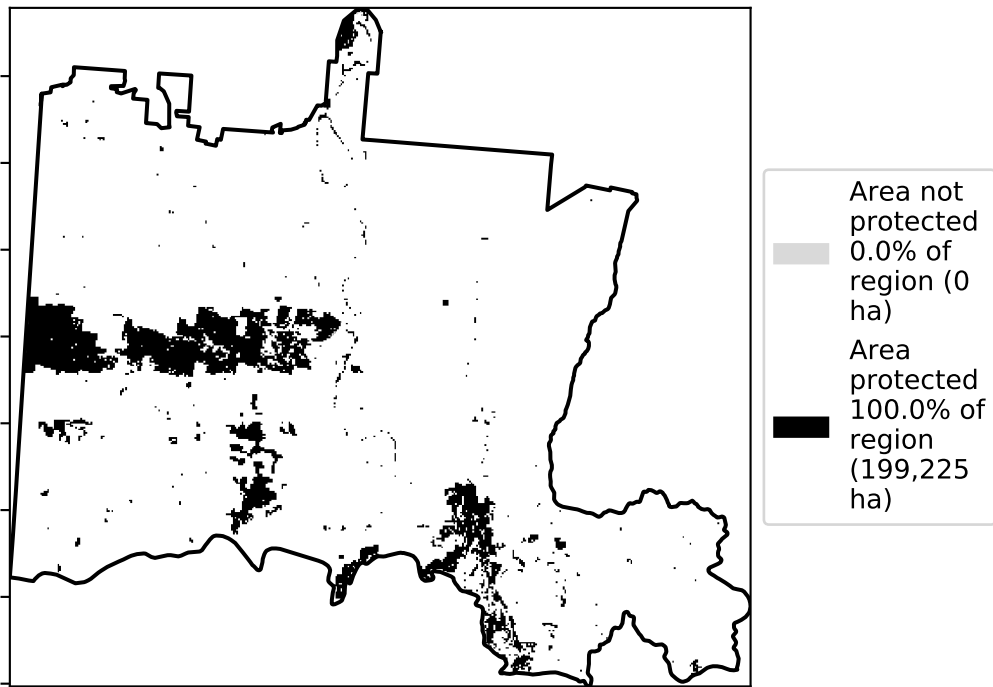 Area not
protected
0.0% of
region (0
ha)
Area
protected
100.0% of
region
(199,225
ha)